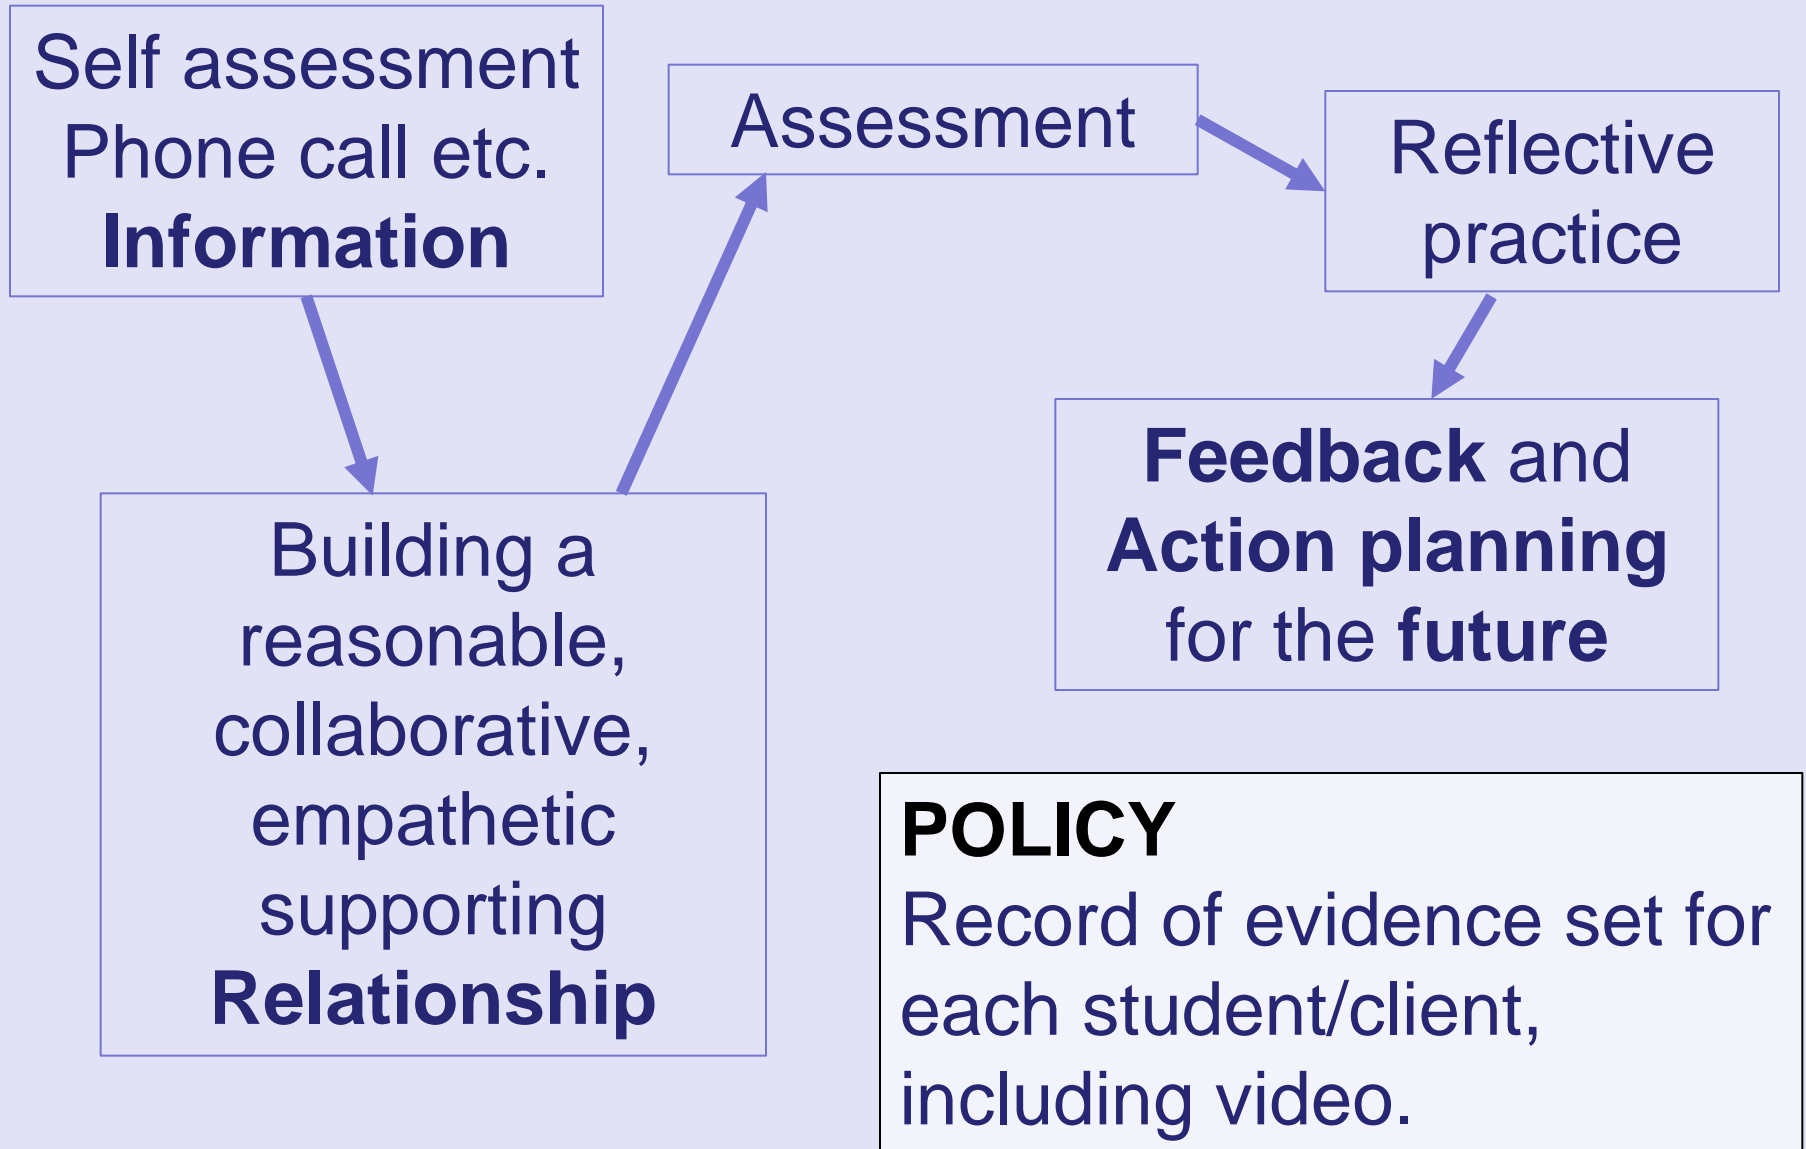 Self assessment
Phone call etc.
Information
Building a
reasonable,
collaborative,
empathetic
supporting
Relationship
Assessment
Reflective
practice
Feedback and
Action planning
for the future
POLICY
Record of evidence set for
each student/client,
including video.